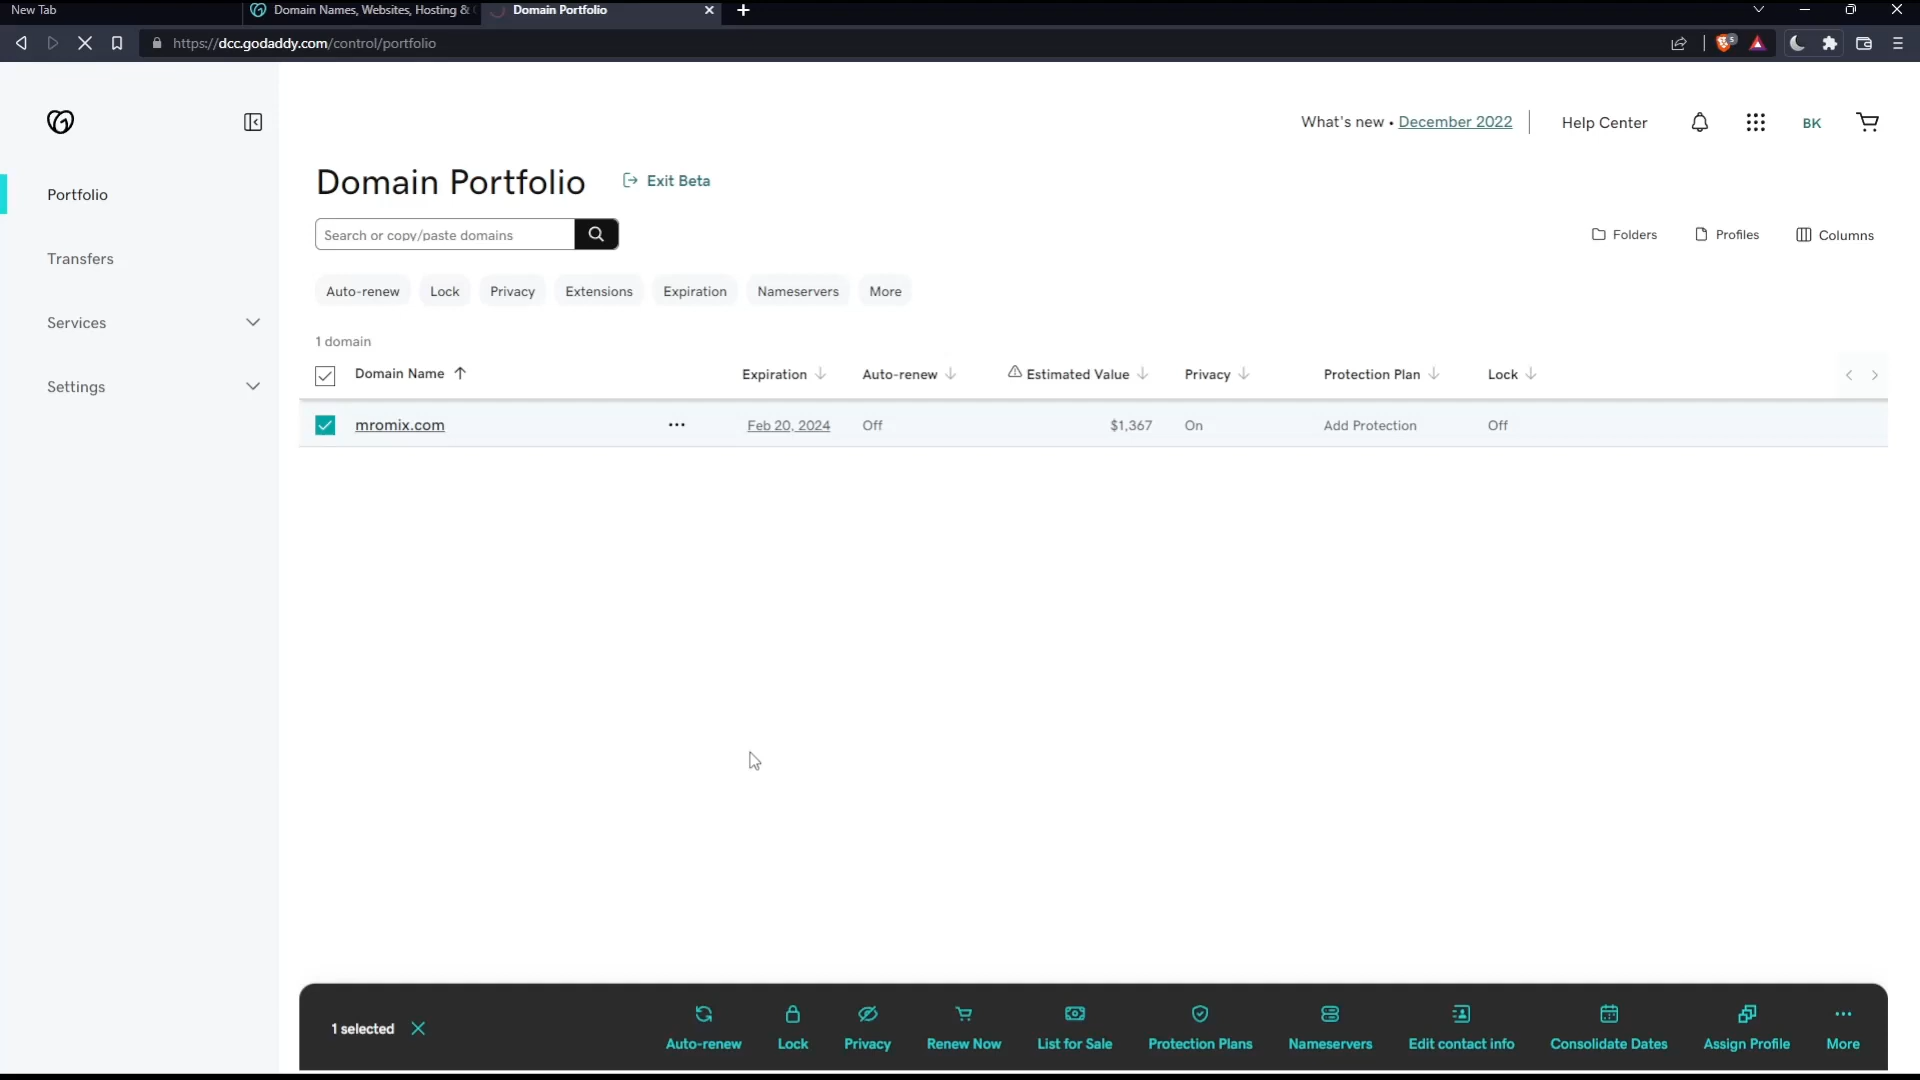 New Tab
Domain Names, Websites, Hosting &
Domain Portfolio
https://dcc.godaddy.com/control/portfolio
5
What's new • December 2022
Help Center
BK
Portfolio
Transfers
Services
Settings
Domain Portfolio
Exit Beta
Search or copy/paste domains
Folders
Profiles
Columns
Auto-renew
Lock
Privacy
Extensions
Expiration
Nameservers
More
1 domain
Domain Name
Expiration
Auto-renew
Estimated Value
Privacy
Protection Plan
Lock
mromix.com
Feb 20, 2024
Off
$1,367
On
Add Protection
Off
1 selected
Auto-renew
Lock
Privacy
Renew Now
List for Sale
Protection Plans
Nameservers
Edit contact info
Consolidate Dates
Assign Profile
More